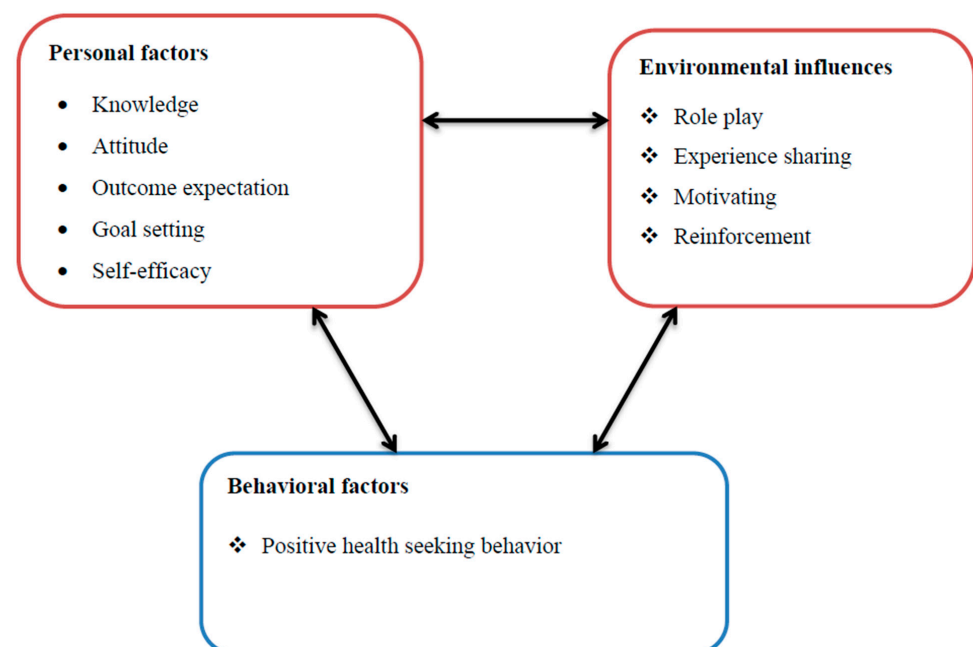 Personal factors
• Knowledge
• Attitude
• Outcome expectation
• Goal setting
• Self-efficacy
Environmental influences
❖ Role play
❖ Experience sharing
❖ Motivating
❖ Reinforcement
Behavioral factors
❖ Positive health seeking behavior